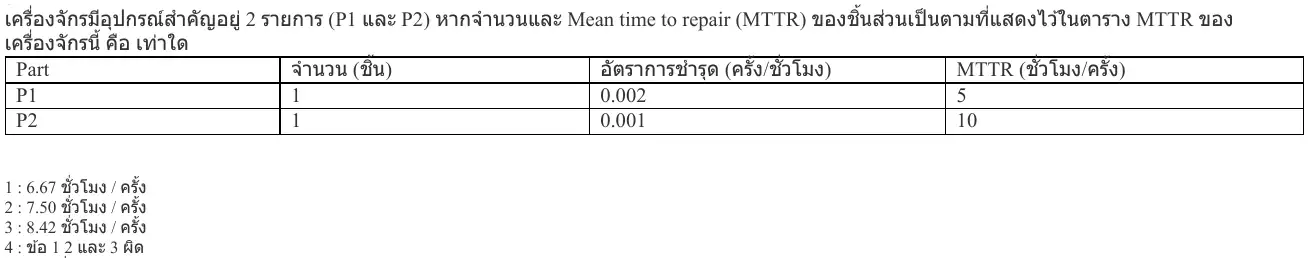 เครื่องจักรมีอุปกรณ์สำคัญอยู่ 2 รายการ (P1 และ P2) หากจำนวนและ Mean time to repair (MTTR) ของชิ้นส่วนเป็นตามที่แสดงไว้ในตาราง MTTR ของ
เครื่องจักรนี้ คือ เท่าใด
Part จำนวน (ชิ้น) อัตราการชำรุด (ครั้ง/ชั่วโมง) MTTR (ชั่วโมง/ครั้ง)
P1 1 0.002 5
P2 1 0.001 10
1 : 6.67 ชั่วโมง / ครั้ง
2 : 7.50 ชั่วโมง / ครั้ง
3 : 8.42 ชั่วโมง / ครั้ง
4 : ข้อ 1 2 และ 3 ผิด